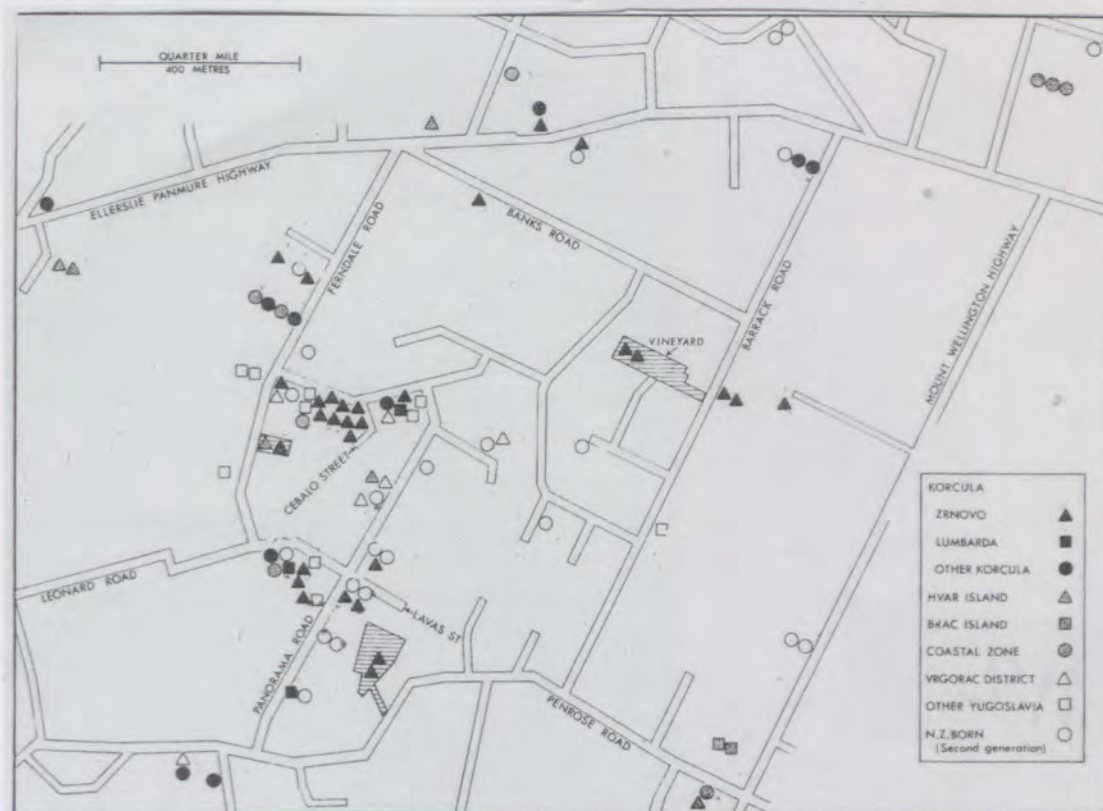 QUARTER MILE
400 METRES
ELLERSLIE PANMURE HIGHWAY
FERNDALE ROAD
BANKS ROAD
BARRACK ROAD
MOUNT WELLINGTON HIGHWAY
VINEYARD
CEBALO STREET
LEONARD ROAD
LAVAS ST
PANORAMA ROAD
PENROSE ROAD
KORCULA
ZRNOVO
LUMBARDA
OTHER KORCULA
HVAR ISLAND
BRAC ISLAND
COASTAL ZONE
VRGORAC DISTRICT
OTHER YUGOSLAVIA
N.Z.BORN
(Second generation)